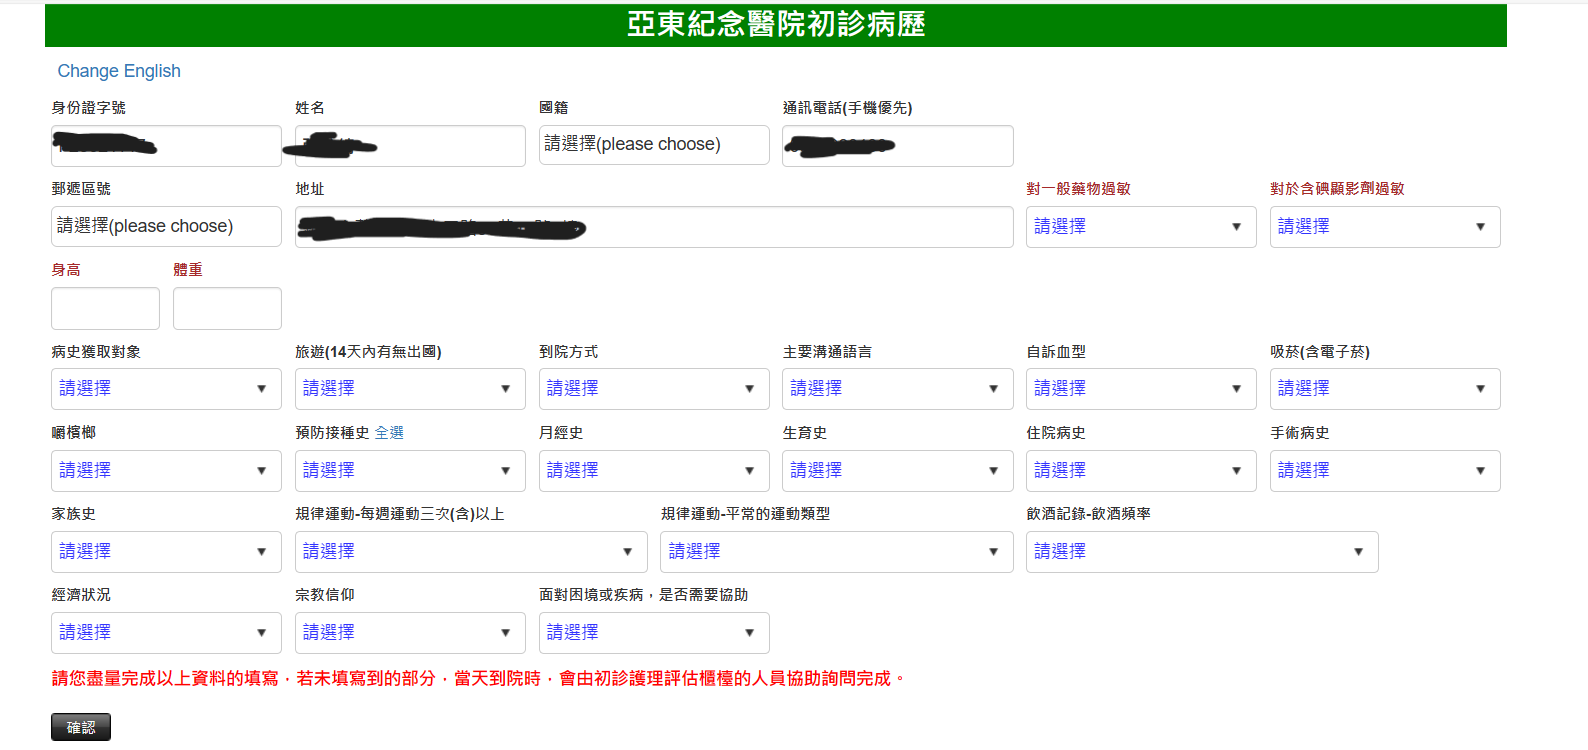 亞東紀念醫院初診病歷
Change English
身份證字號 姓名 國籍 通訊電話(手機優先)
請選擇(please choose)
郵遞區號 地址 對一般藥物過敏 對於含碘顯影劑過敏
請選擇(please choose) 請選擇 請選擇
身高 體重
病史獲取對象 旅遊(14天內有無出國) 到院方式 主要溝通語言 自訴血型 吸菸(含電子菸)
請選擇 請選擇 請選擇 請選擇 請選擇 請選擇
嚼檳榔 預防接種史 全選 月經史 生育史 住院病史 手術病史
請選擇 請選擇 請選擇 請選擇 請選擇 請選擇
家族史 規律運動-每週運動三次(含)以上 規律運動-平常的運動類型 飲酒記錄-飲酒頻率
請選擇 請選擇 請選擇 請選擇
經濟狀況 宗教信仰 面對困境或疾病，是否需要協助
請選擇 請選擇 請選擇
請您盡量完成以上資料的填寫，若未填寫到的部分，當天到院時，會由初診護理評估櫃檯的人員協助詢問完成。
確認